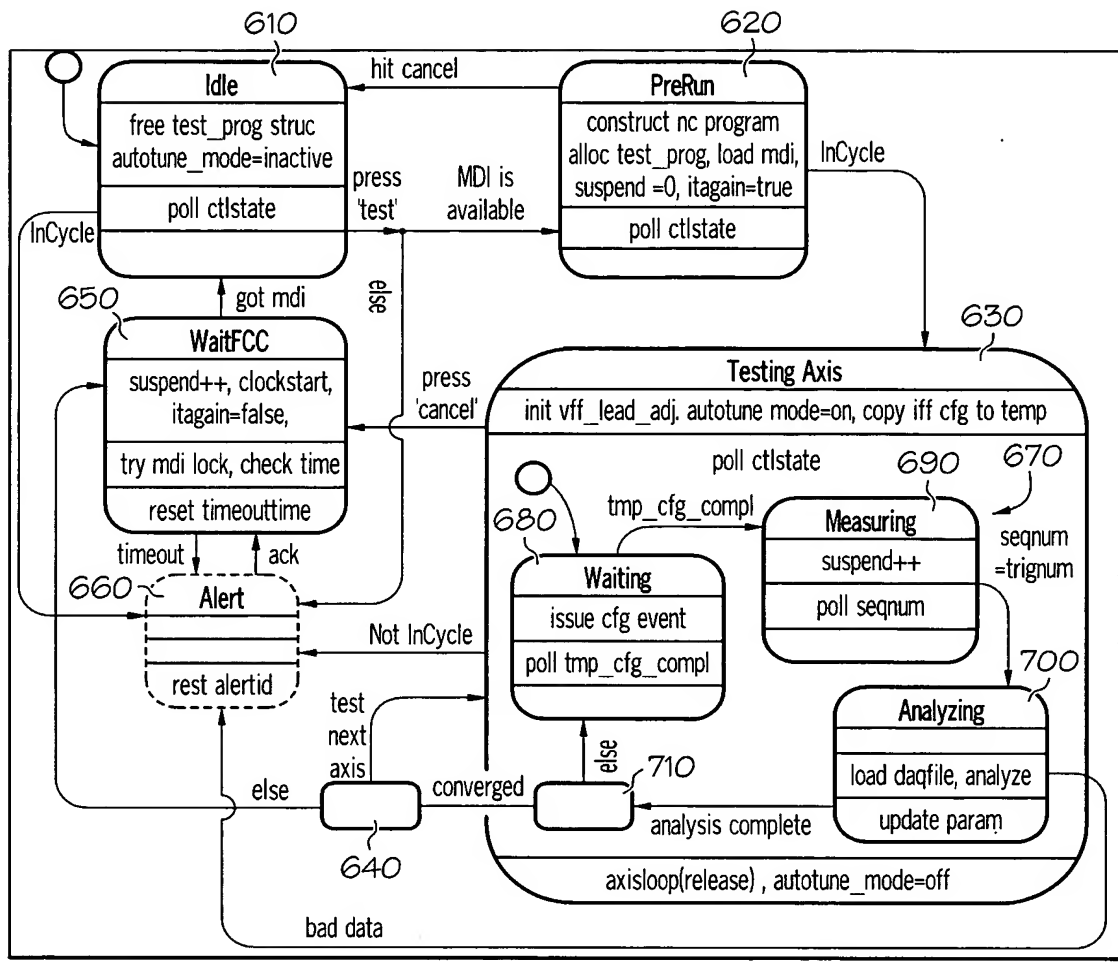 610
620
hit cancel
Idle
free test_prog struc
autotune_mode=inactive
poll ctlstate
PreRun
construct nc program
alloc test_prog, load mdi,
suspend =0, itagain=true
poll ctlstate
InCycle
press
'test'
MDI is
available
InCycle
else
got mdi
650
WaitFCC
suspend++, clockstart,
itagain=false,
try mdi lock, check time
reset timeouttime
press
'cancel'
timeout
ack
660
Alert
rest alertid
Not InCycle
630
Testing Axis
init vff_lead_adj. autotune mode=on, copy iff cfg to temp
poll ctlstate
670
680
tmp_cfg_compl
690
Measuring
suspend++
poll seqnum
seqnum
=trignum
Waiting
issue cfg event
poll tmp_cfg_compl
700
Analyzing
load daqfile, analyze
update param
test
next
axis
else
converged
else
710
analysis complete
640
axisloop(release) , autotune_mode=off
bad data